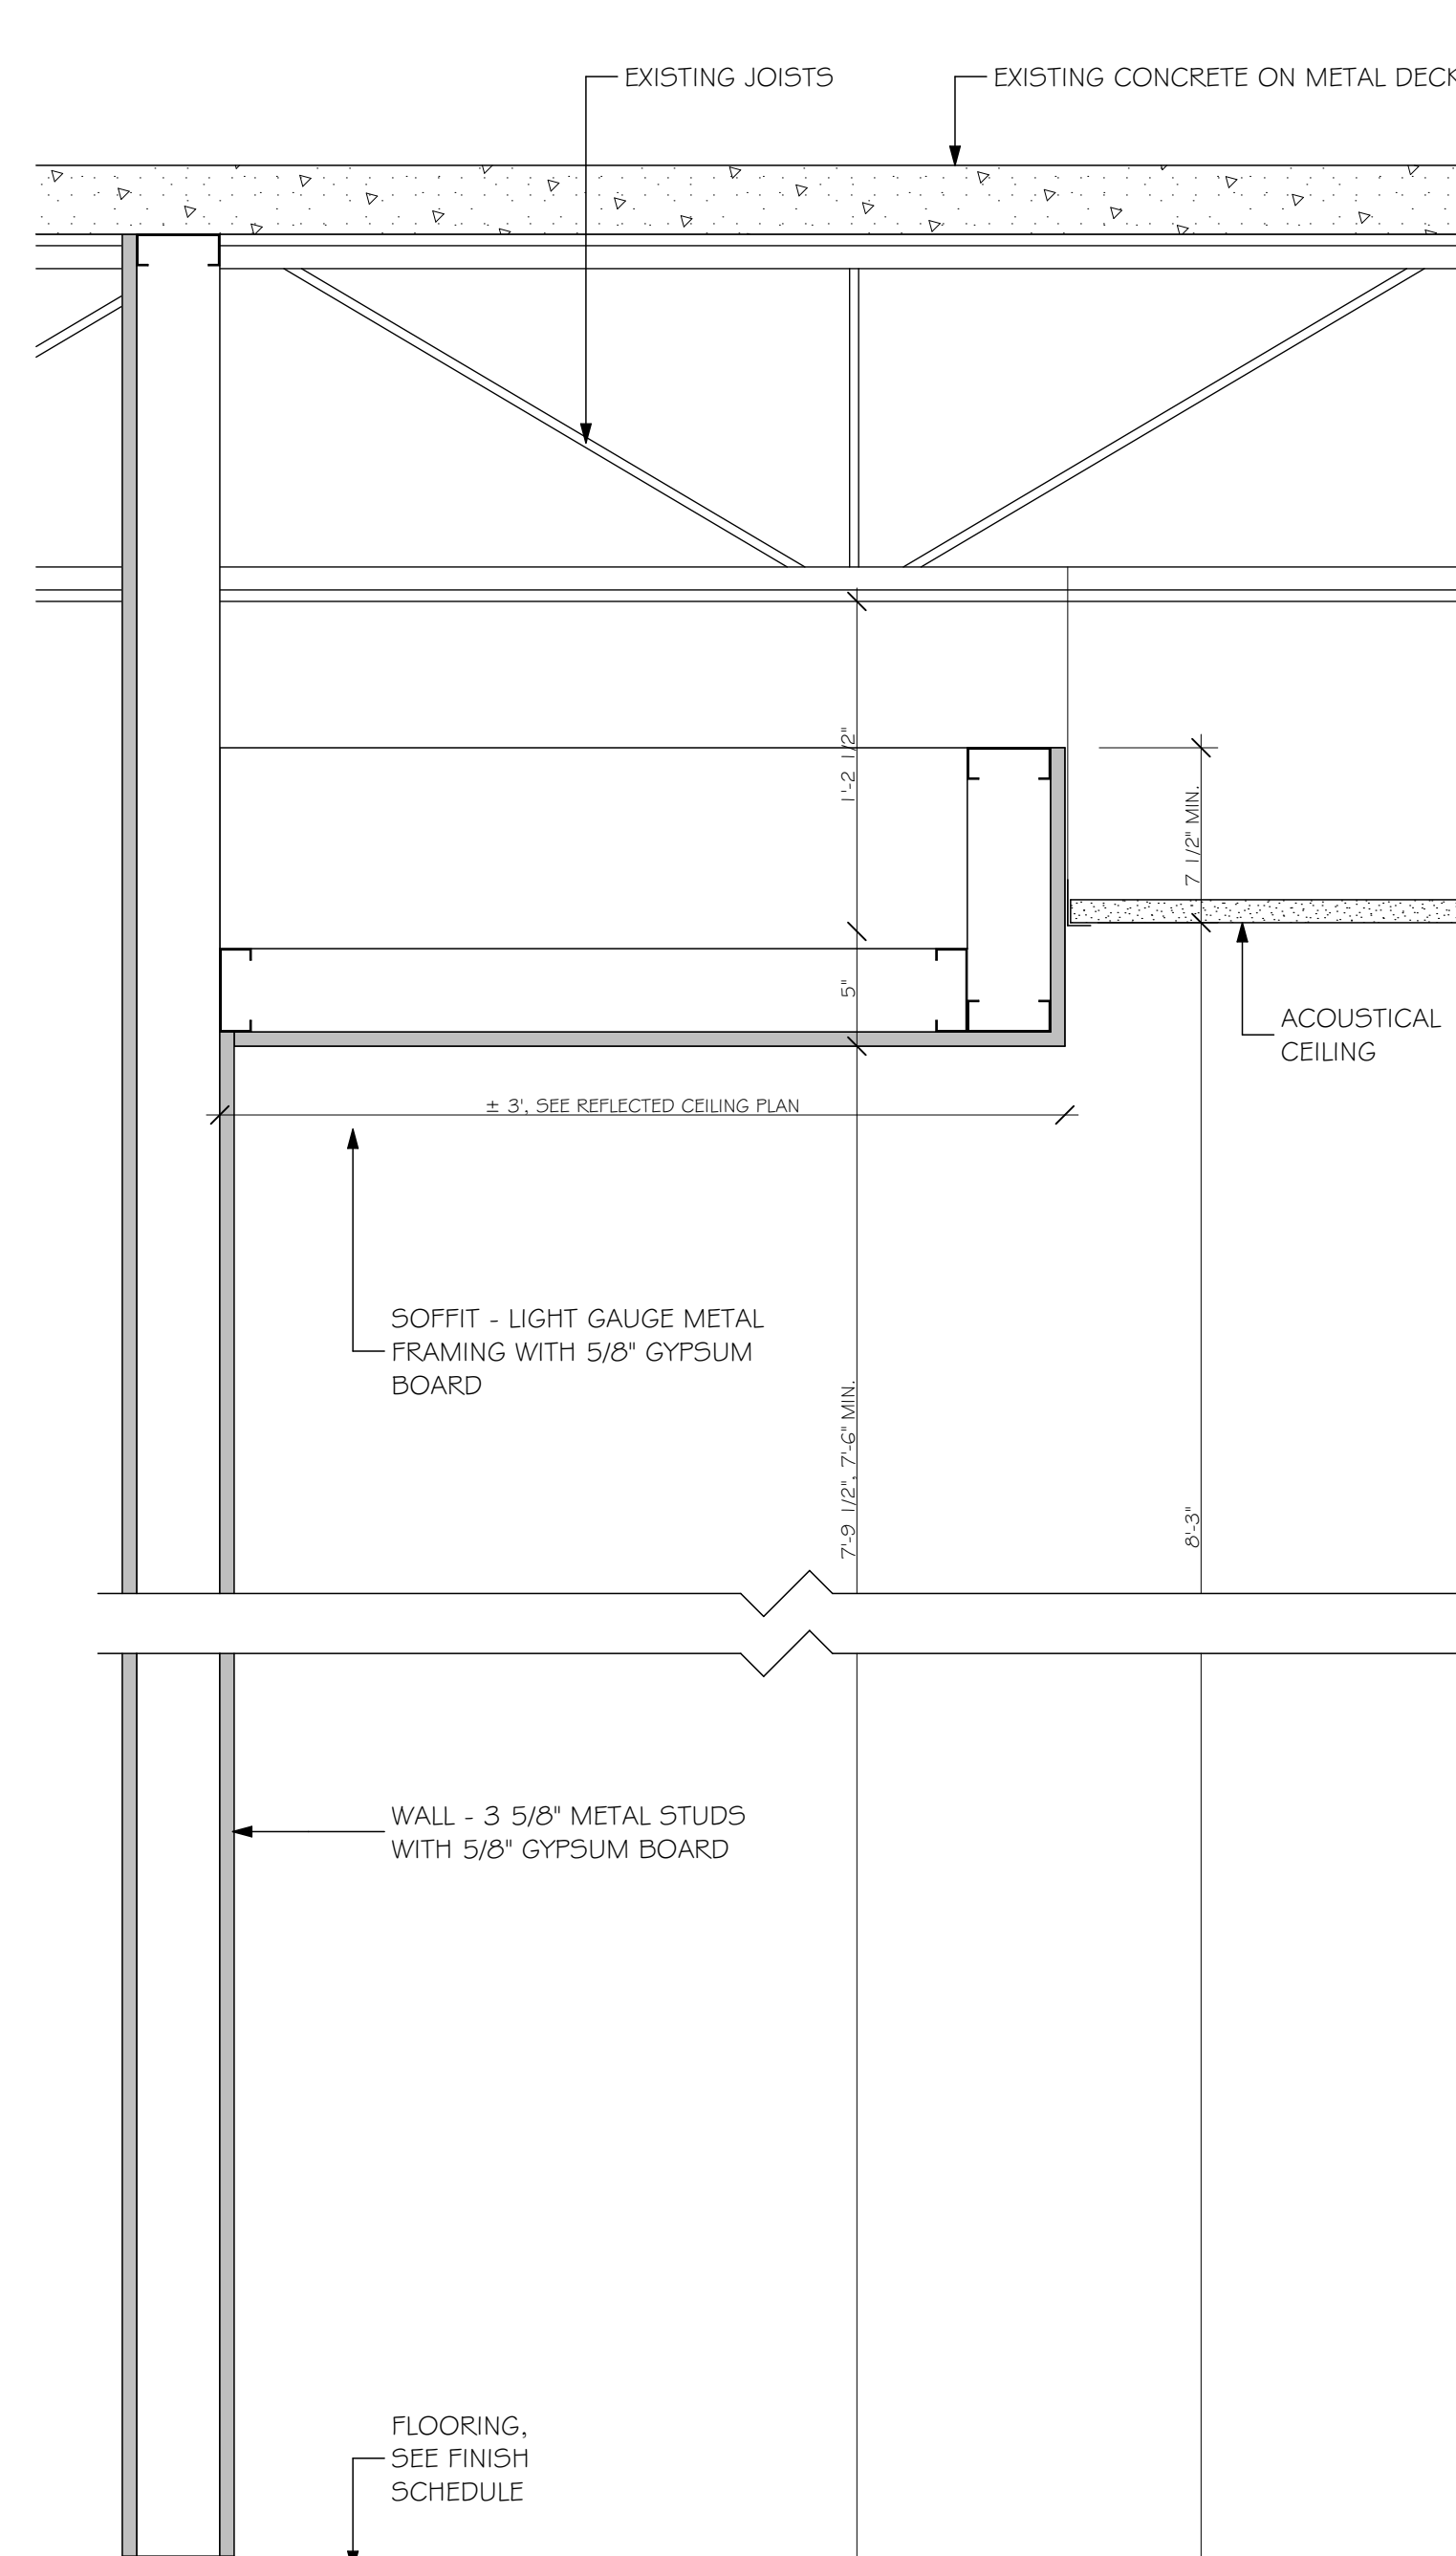 EXISTING JOISTS
EXISTING CONCRETE ON METAL DECK
1'-2 1/2"
7 1/2" MIN.
5"
ACOUSTICAL
CEILING
± 3', SEE REFLECTED CEILING PLAN
SOFFIT - LIGHT GAUGE METAL
FRAMING WITH 5/8" GYPSUM
BOARD
7'-9 1/2", 7'-6" MIN.
8'-3"
WALL - 3 5/8" METAL STUDS
WITH 5/8" GYPSUM BOARD
FLOORING,
SEE FINISH
SCHEDULE